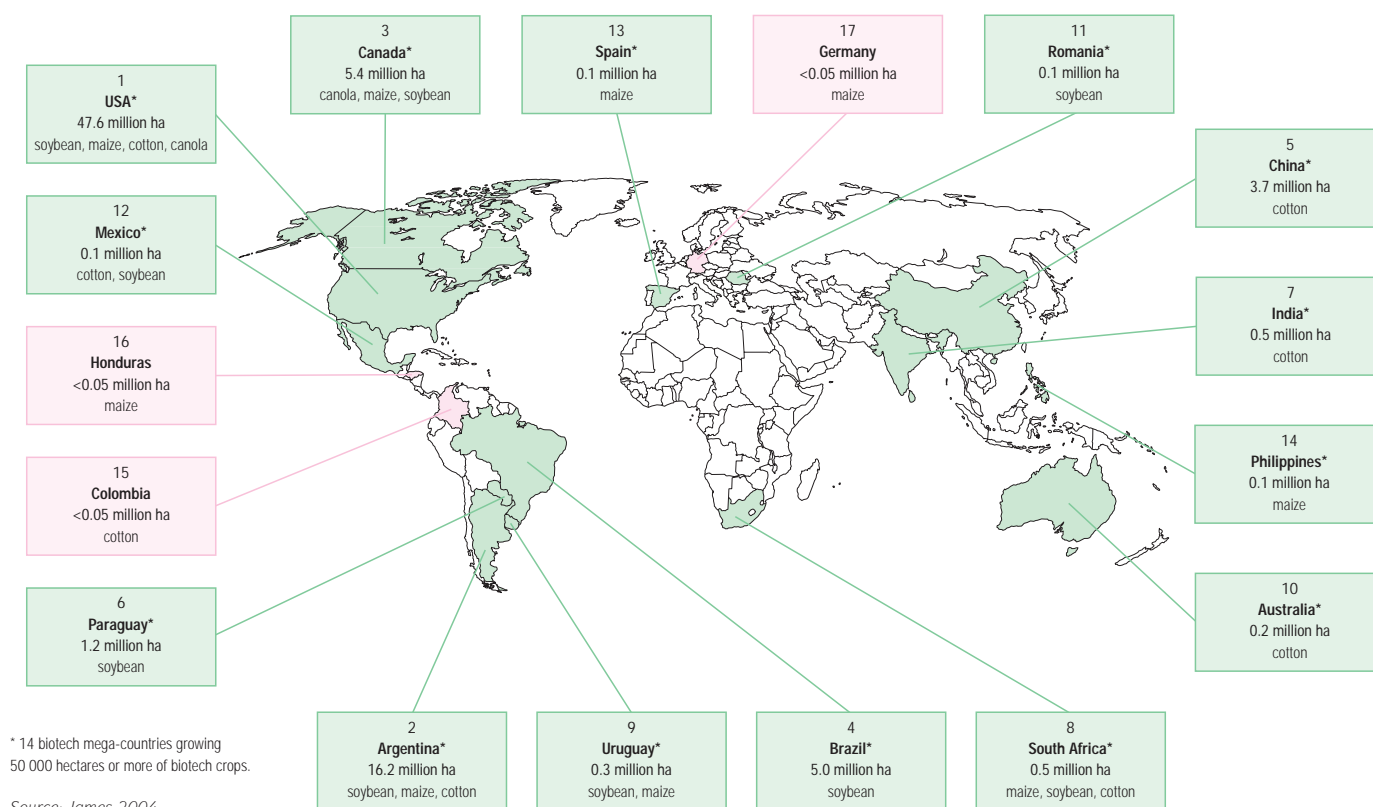 3
Canada*
5.4 million ha
canola, maize, soybean
13
Spain*
0.1 million ha
maize
17
Germany
<0.05 million ha
maize
11
Romania*
0.1 million ha
soybean
1
USA*
47.6 million ha
soybean, maize, cotton, canola
5
China*
3.7 million ha
cotton
12
Mexico*
0.1 million ha
cotton, soybean
7
India*
0.5 million ha
cotton
16
Honduras
<0.05 million ha
maize
14
Philippines*
0.1 million ha
maize
15
Colombia
<0.05 million ha
cotton
10
Australia*
0.2 million ha
cotton
6
Paraguay*
1.2 million ha
soybean
2
Argentina*
16.2 million ha
soybean, maize, cotton
9
Uruguay*
0.3 million ha
soybean, maize
4
Brazil*
5.0 million ha
soybean
8
South Africa*
0.5 million ha
maize, soybean, cotton
* 14 biotech mega-countries growing
50 000 hectares or more of biotech crops.
Source: James 2004